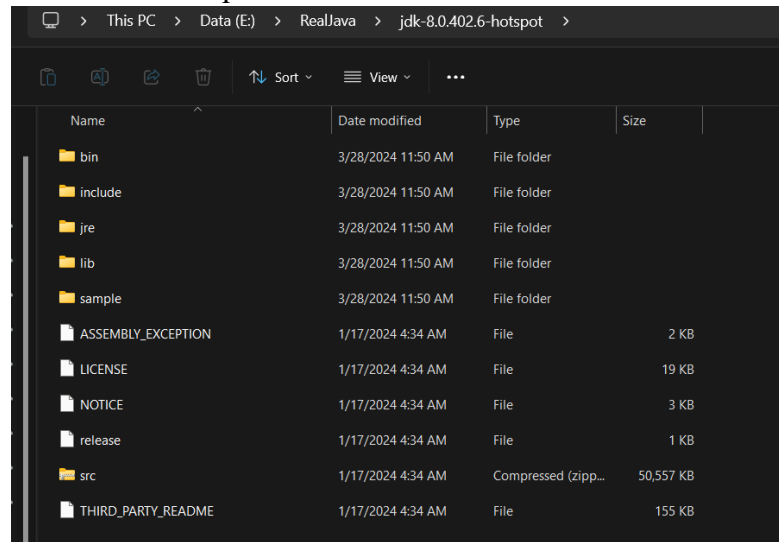 This PC > Data (E:) > RealJava > jdk-8.0.402.6-hotspot >
Sort View ...
Name Date modified Type Size
bin 3/28/2024 11:50 AM File folder
include 3/28/2024 11:50 AM File folder
jre 3/28/2024 11:50 AM File folder
lib 3/28/2024 11:50 AM File folder
sample 3/28/2024 11:50 AM File folder
ASSEMBLY_EXCEPTION 1/17/2024 4:34 AM File 2 KB
LICENSE 1/17/2024 4:34 AM File 19 KB
NOTICE 1/17/2024 4:34 AM File 3 KB
release 1/17/2024 4:34 AM File 1 KB
src 1/17/2024 4:34 AM Compressed (zipp... 50,557 KB
THIRD_PARTY_README 1/17/2024 4:34 AM File 155 KB